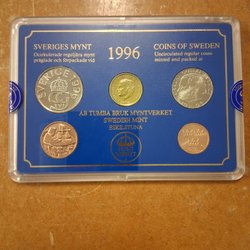 SVERIGES MYNT
Ocirkulerade reguljära mynt
präglade och förpackade vid
1996
COINS OF SWEDEN
Uncirculated regular coins
minted and packed at
SVERIGE
AB TUMBA BRUK MYNTVERKET
SWEDISH MINT
ESKILSTUNA